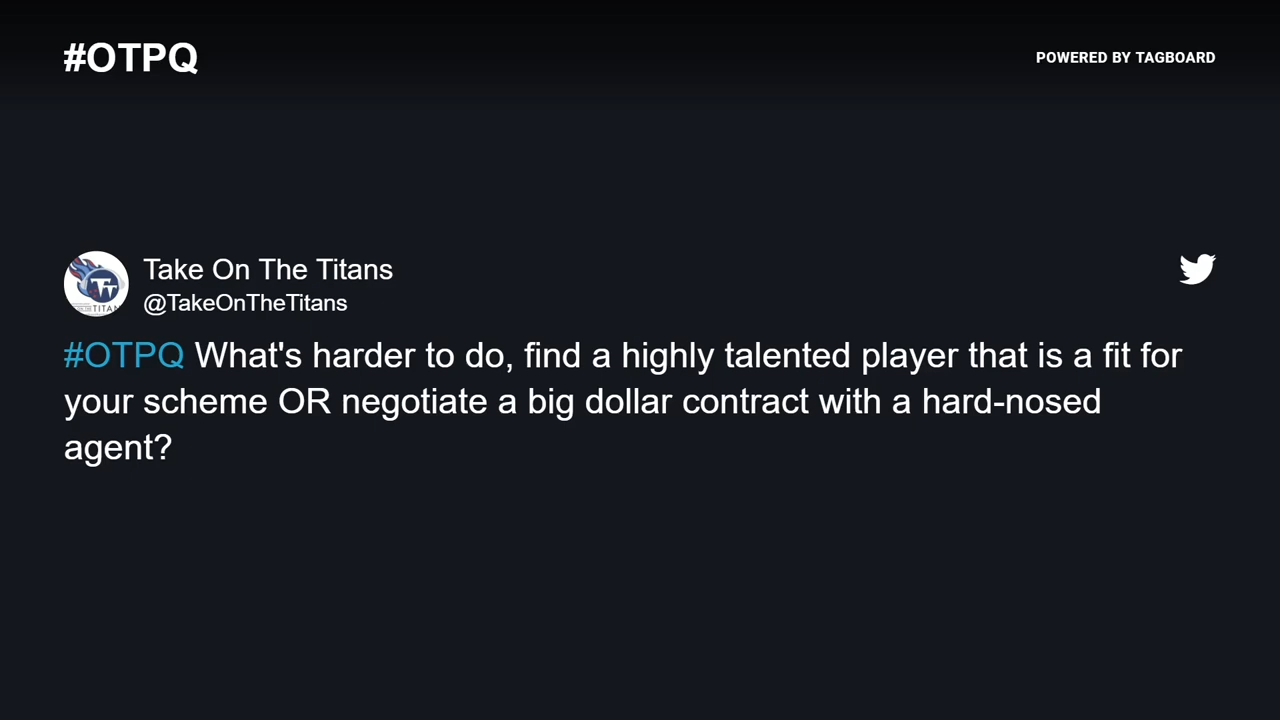 #OTPQ
POWERED BY TAGBOARD
Take On The Titans
@TakeOnTheTitans
#OTPQ What's harder to do, find a highly talented player that is a fit for
your scheme OR negotiate a big dollar contract with a hard-nosed
agent?